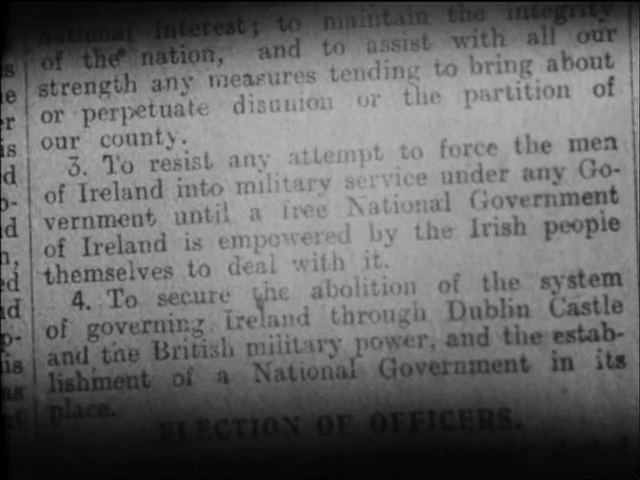 national interest; to maintain the integrity
of the nation, and to assist with all our
strength any measures tending to bring about
or perpetuate disunion or the partition of
our county.
3. To resist any attempt to force the men
of Ireland into military service under any Go-
vernment until a free National Government
of Ireland is empowered by the Irish people
themselves to deal with it.
4. To secure the abolition of the system
of governing Ireland through Dublin Castle
and the British military power, and the estab-
lishment of a National Government in its
place.
ELECTION OF OFFICERS.